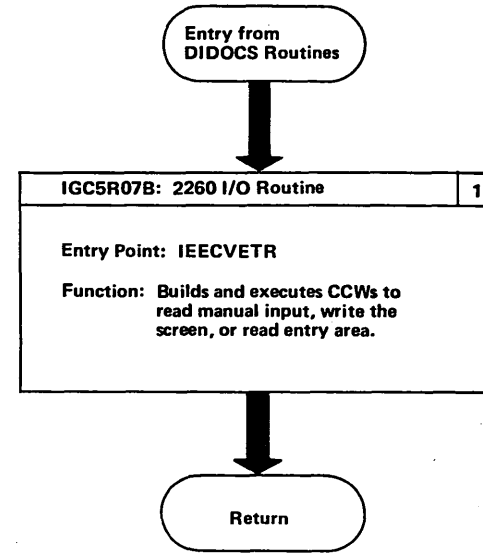 Entry from
DIDOCS Routines
IGC5R07B: 2260 I/O Routine 1
Entry Point: IEECVETR
Function: Builds and executes CCWs to
read manual input, write the
screen, or read entry area.
Return